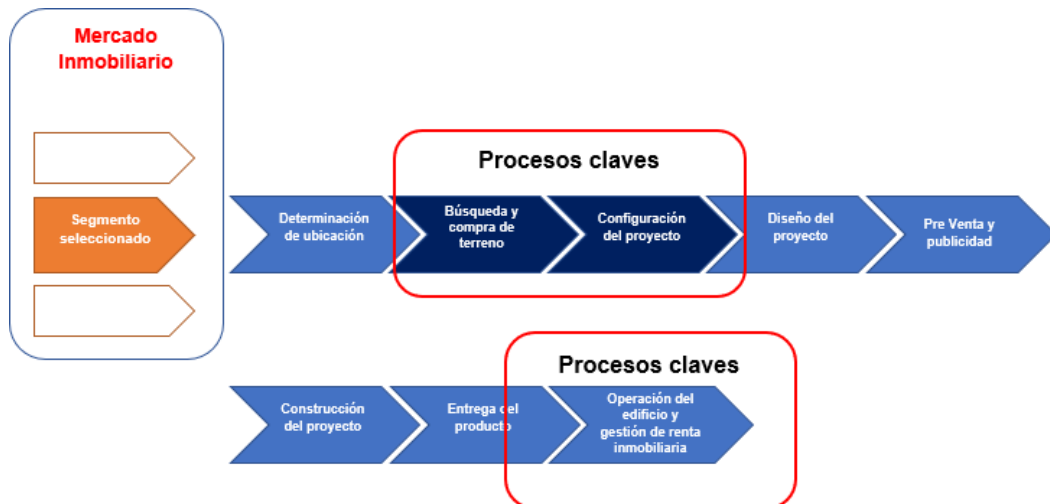 Mercado
Inmobiliario
Segmento
seleccionado
Procesos claves
Determinación
de ubicación
Búsqueda y
compra de
terreno
Configuración
del proyecto
Diseño del
proyecto
Pre Venta y
publicidad
Procesos claves
Construcción
del proyecto
Entrega del
producto
Operación del
edificio y
gestión de renta
inmobiliaria